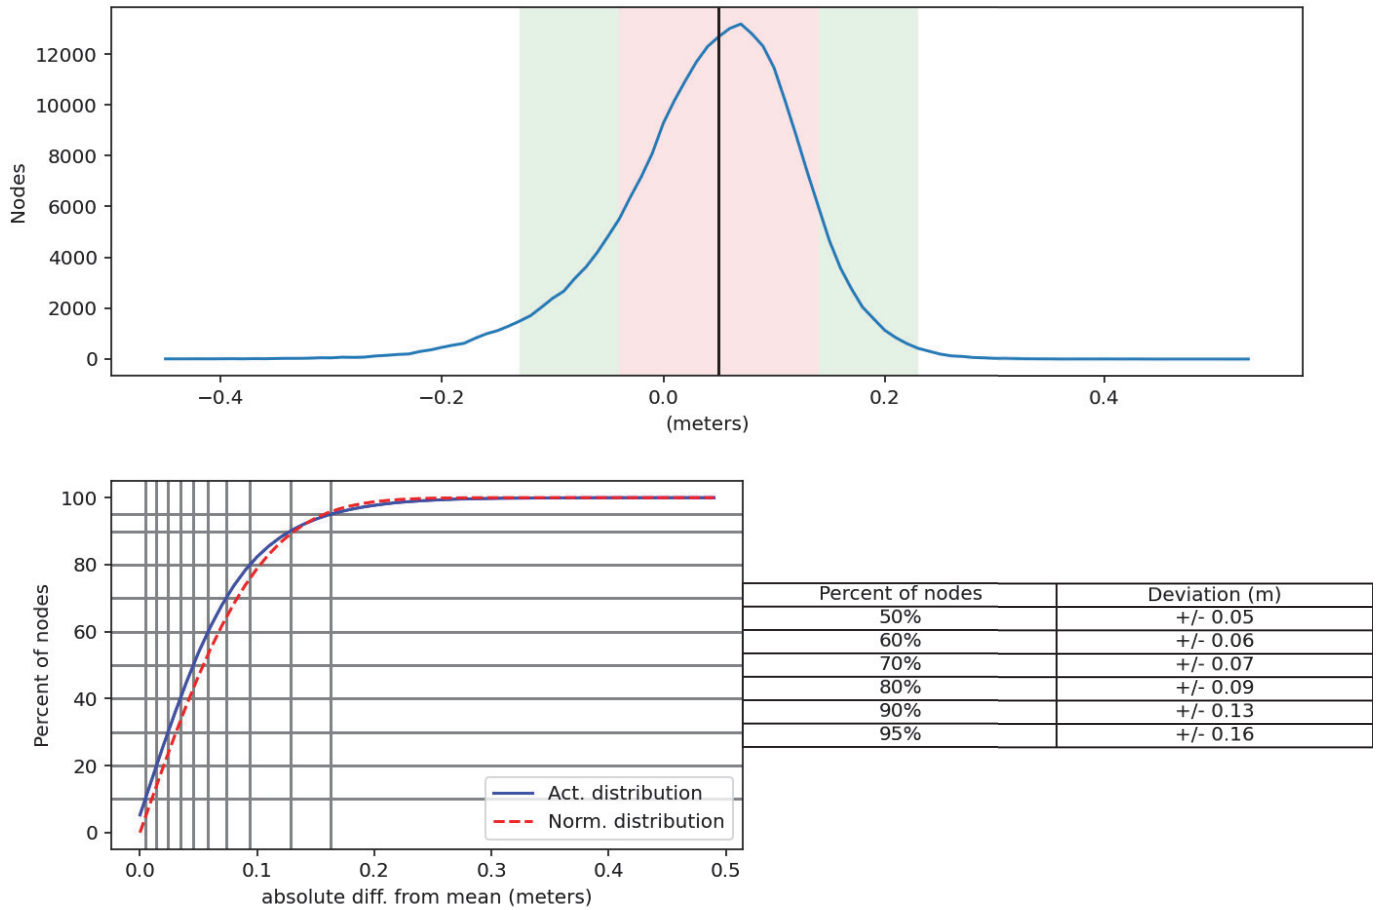 12000
10000
8000
6000
4000
2000
0
Nodes
−0.4
−0.2
0.0
0.2
0.4
(meters)
100
80
60
40
20
0
Percent of nodes
Act. distribution
Norm. distribution
0.0
0.1
0.2
0.3
0.4
0.5
absolute diff. from mean (meters)
Percent of nodes Deviation (m)
50% +/- 0.05
60% +/- 0.06
70% +/- 0.07
80% +/- 0.09
90% +/- 0.13
95% +/- 0.16